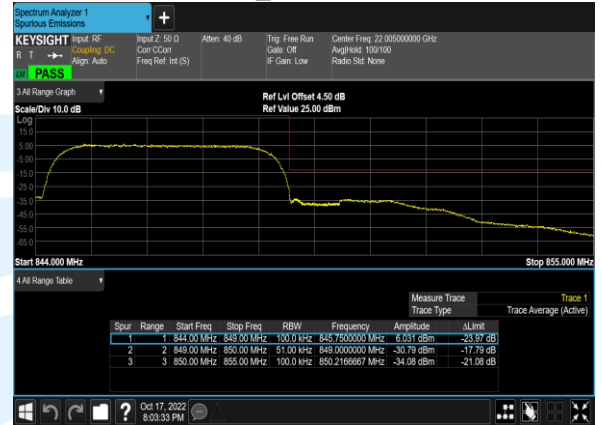 Spectrum Analyzer 1
Spurious Emissions
+
KEYSIGHT Input: RF Input Z: 50 Ω Atten: 40 dB Trig: Free Run Center Freq: 22.005000000 GHz
R T Coupling: DC Corr CCorr Gate: Off Avg|Hold: 100/100
Align: Auto Freq Ref: Int (S) IF Gain: Low Radio Std: None
LV PASS
3 All Range Graph
Ref Lvl Offset 4.50 dB
Scale/Div 10.0 dB Ref Value 25.00 dBm
Log
15.0
5.00
-5.00
-15.0
-25.0
-35.0
-45.0
-55.0
-65.0
Start 844.000 MHz Stop 855.000 MHz
4 All Range Table
Measure Trace Trace 1
Trace Type Trace Average (Active)
Spur Range Start Freq Stop Freq RBW Frequency Amplitude ΔLimit
1 1 844.00 MHz 849.00 MHz 100.0 kHz 845.7500000 MHz 6.031 dBm -23.97 dB
2 2 849.00 MHz 850.00 MHz 51.00 kHz 849.0000000 MHz -30.79 dBm -17.79 dB
3 3 850.00 MHz 855.00 MHz 100.0 kHz 850.2166667 MHz -34.08 dBm -21.08 dB
? Oct 17, 2022
8:03:33 PM